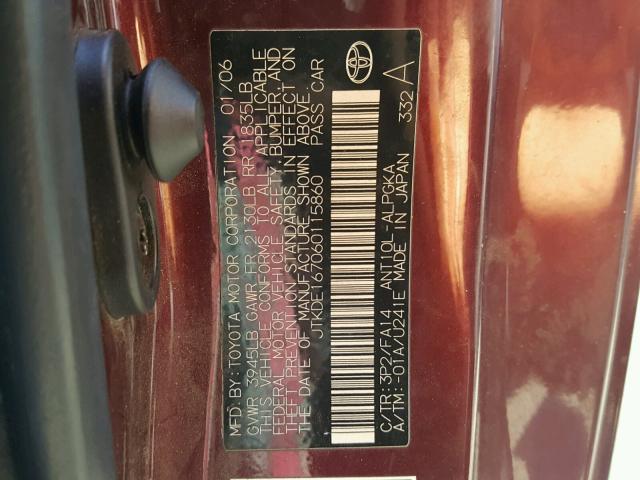 MFD. BY: TOYOTA MOTOR CORPORATION 01/06
GVWR 3945LB GAWR FR 2130LB RR 1835LB
THIS VEHICLE CONFORMS TO ALL APPLICABLE
FEDERAL MOTOR VEHICLE SAFETY, BUMPER, AND
THEFT PREVENTION STANDARDS IN EFFECT ON
THE DATE OF MANUFACTURE SHOWN ABOVE.
JTKDE167060115860 PASS CAR
C/TR: 3P2/FA14 ANT10L-ALPGKA
A/TM: -01A/U241E MADE IN JAPAN
332 A